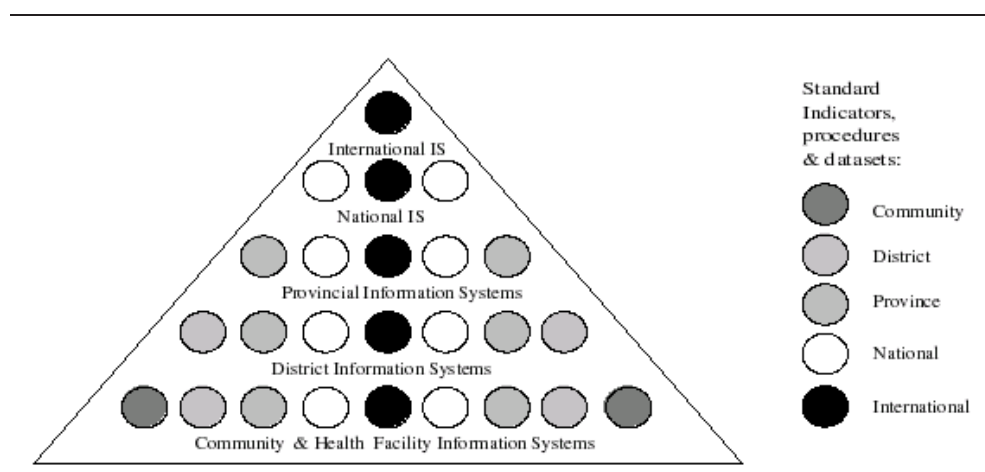 International IS
National IS
Provincial Information Systems
District Information Systems
Community & Health Facility Information Systems
Standard
Indicators,
procedures
& datasets:
Community
District
Province
National
International